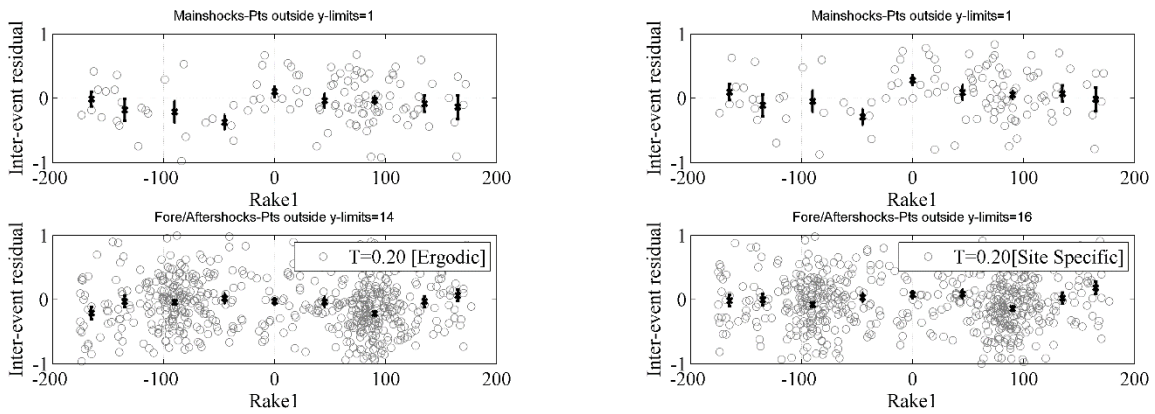 Mainshocks-Pts outside y-limits=1
1
0
-1
Inter-event residual
-200 -100 0 100 200
Rake1
Fore/Aftershocks-Pts outside y-limits=14
1
0
-1
Inter-event residual
T=0.20 [Ergodic]
-200 -100 0 100 200
Rake1
Mainshocks-Pts outside y-limits=1
1
0
-1
Inter-event residual
-200 -100 0 100 200
Rake1
Fore/Aftershocks-Pts outside y-limits=16
1
0
-1
Inter-event residual
T=0.20[Site Specific]
-200 -100 0 100 200
Rake1